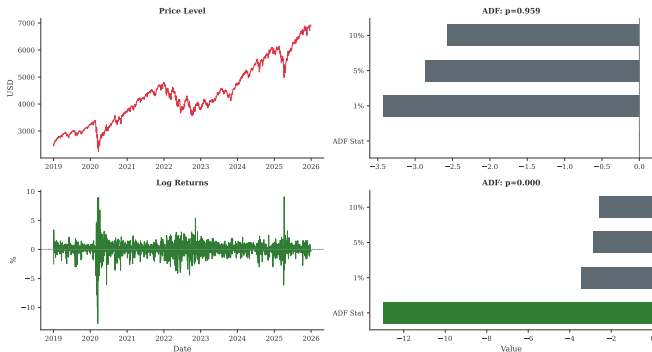 Price Level
7000
6000
5000
4000
3000
USD
2019 2020 2021 2022 2023 2024 2025 2026
ADF: p=0.959
10%
5%
1%
ADF Stat
−3.5 −3.0 −2.5 −2.0 −1.5 −1.0 −0.5 0.0
Log Returns
10
5
0
−5
−10
%
2019 2020 2021 2022 2023 2024 2025 2026
Date
ADF: p=0.000
10%
5%
1%
ADF Stat
−12 −10 −8 −6 −4 −2
Value